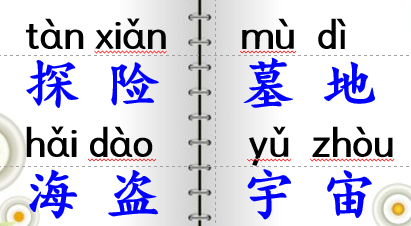 tàn xiǎn mù dì
探 险 墓 地
hǎi dào yǔ zhòu
海 盗 宇 宙